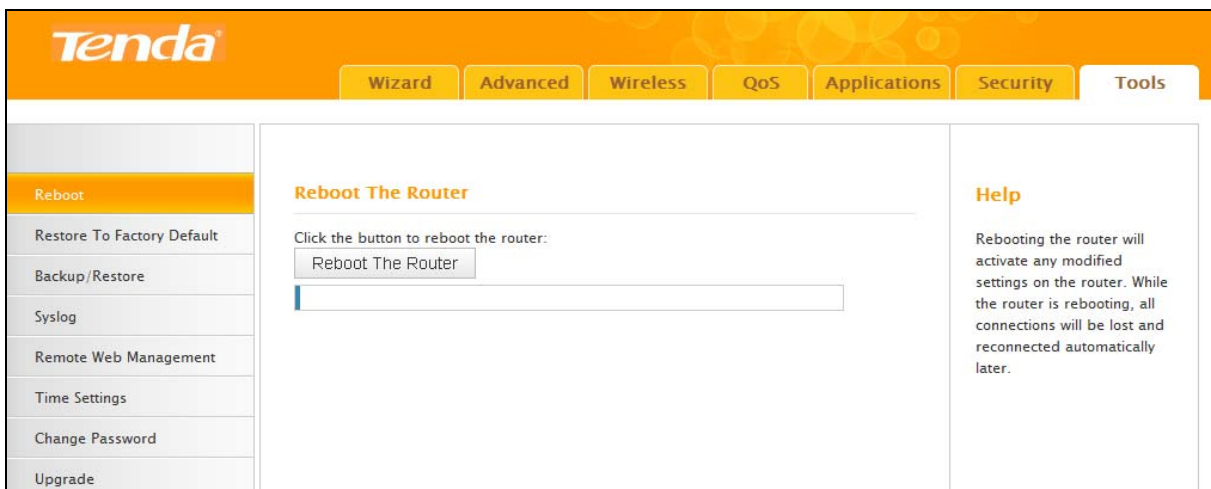 Tenda
Wizard Advanced Wireless QoS Applications Security Tools
Reboot
Restore To Factory Default
Backup/Restore
Syslog
Remote Web Management
Time Settings
Change Password
Upgrade
Reboot The Router
Click the button to reboot the router:
Reboot The Router
Help
Rebooting the router will
activate any modified
settings on the router. While
the router is rebooting, all
connections will be lost and
reconnected automatically
later.